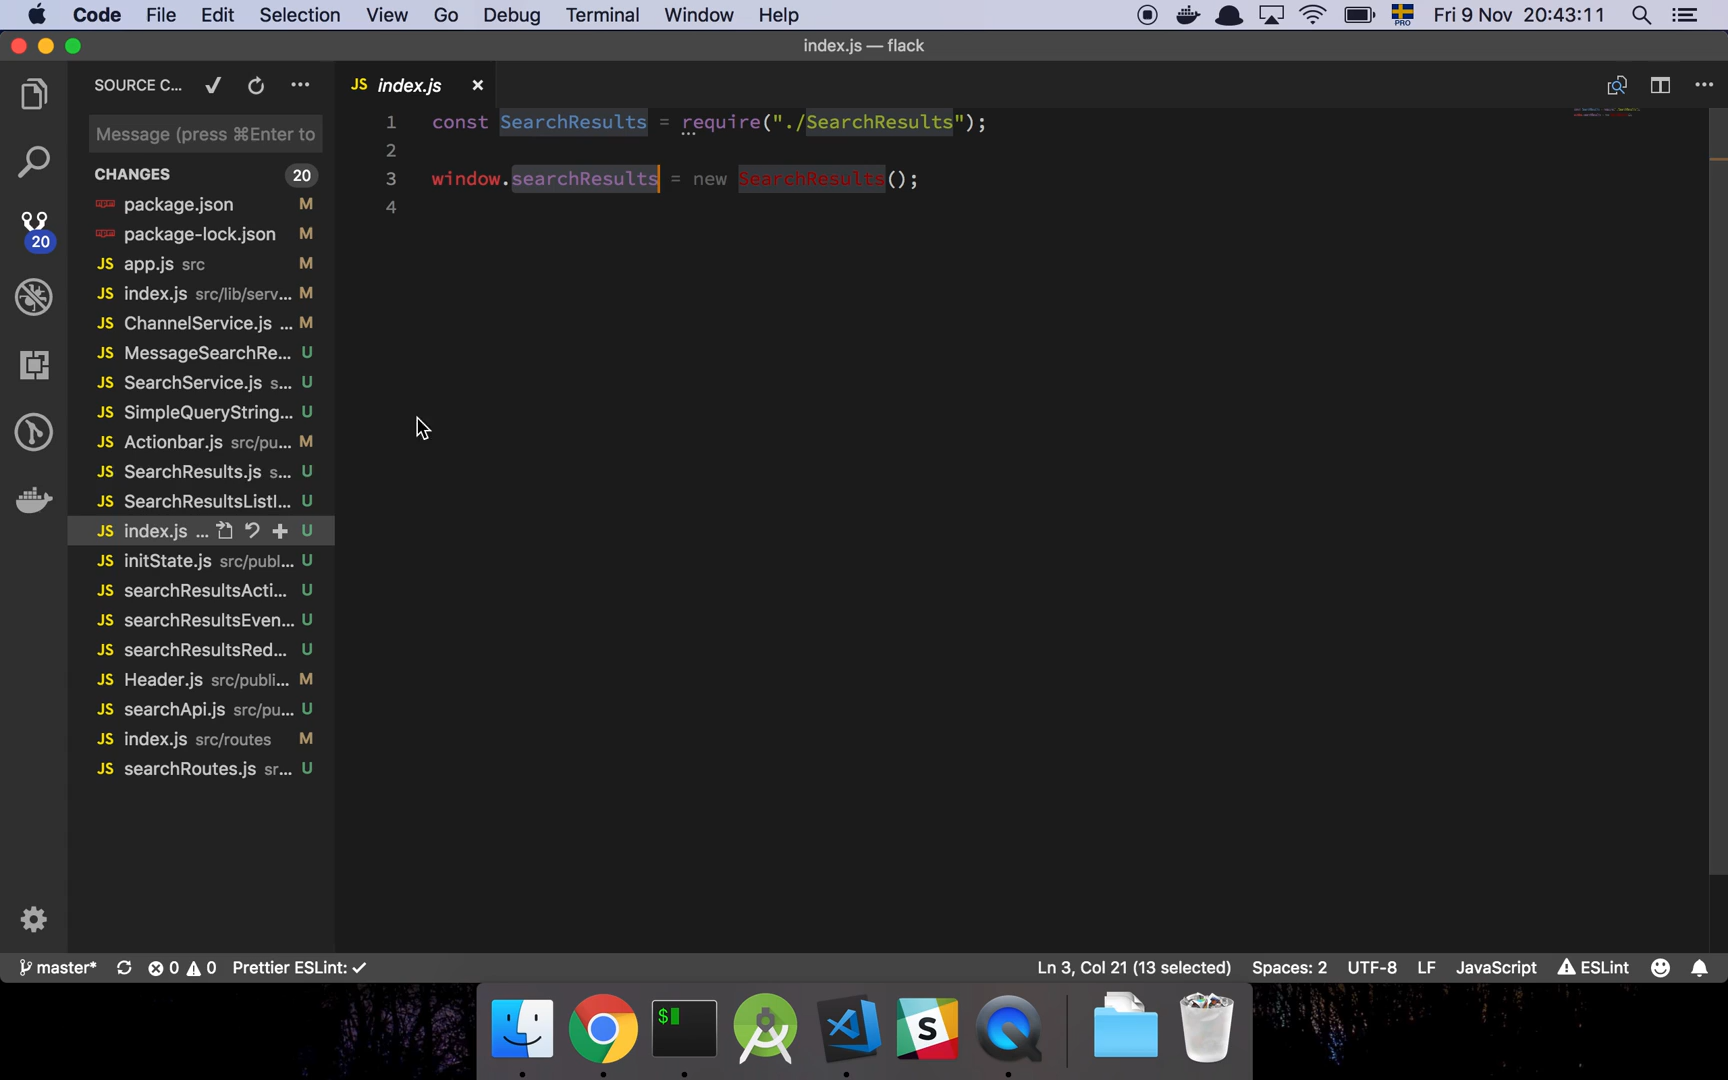 Code File Edit Selection View Go Debug Terminal Window Help PRO Fri 9 Nov 20:43:11
index.js — flack
SOURCE C... ...
JS index.js ...
Message (press ⌘Enter to
CHANGES 20
package.json M
package-lock.json M
JS app.js src M
JS index.js src/lib/serv... M
JS ChannelService.js ... M
JS MessageSearchRe... U
JS SearchService.js s... U
JS SimpleQueryString... U
JS Actionbar.js src/pu... M
JS SearchResults.js s... U
JS SearchResultsListI... U
JS index.js ... U
JS initState.js src/publ... U
JS searchResultsActi... U
JS searchResultsEven... U
JS searchResultsRed... U
JS Header.js src/publi... M
JS searchApi.js src/pu... U
JS index.js src/routes M
JS searchRoutes.js sr... U
20
1 const SearchResults = require("./SearchResults");
2
3 window.searchResults = new SearchResults();
4
master* 0 0 Prettier ESLint: ✓ Ln 3, Col 21 (13 selected) Spaces: 2 UTF-8 LF JavaScript ESLint
$
S